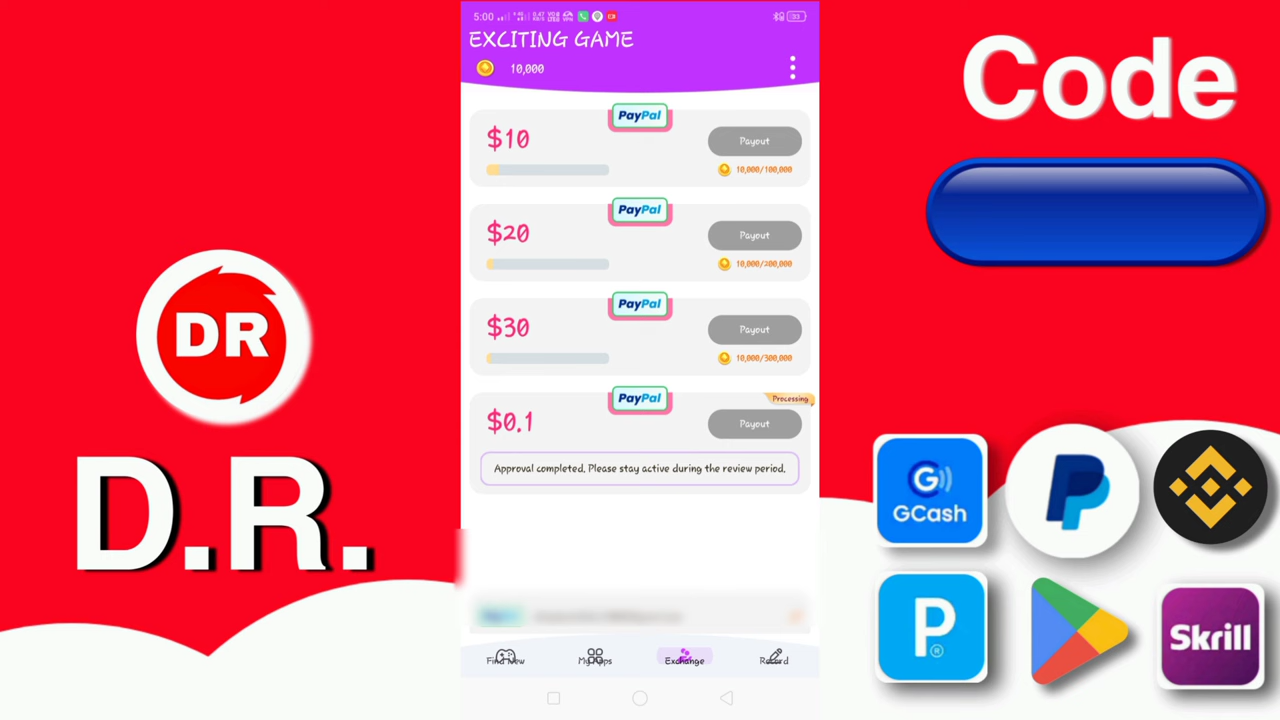 5:00
EXCITING GAME
10,000
PayPal
$10
Payout
10,000/100,000
PayPal
$20
Payout
10,000/200,000
PayPal
$30
Payout
10,000/300,000
PayPal
Processing
$0.1
Payout
Approval completed. Please stay active during the review period.
Find New
My Apps
Exchange
Record
DR
D.R.
Code
G
GCash
P
P
Skrill